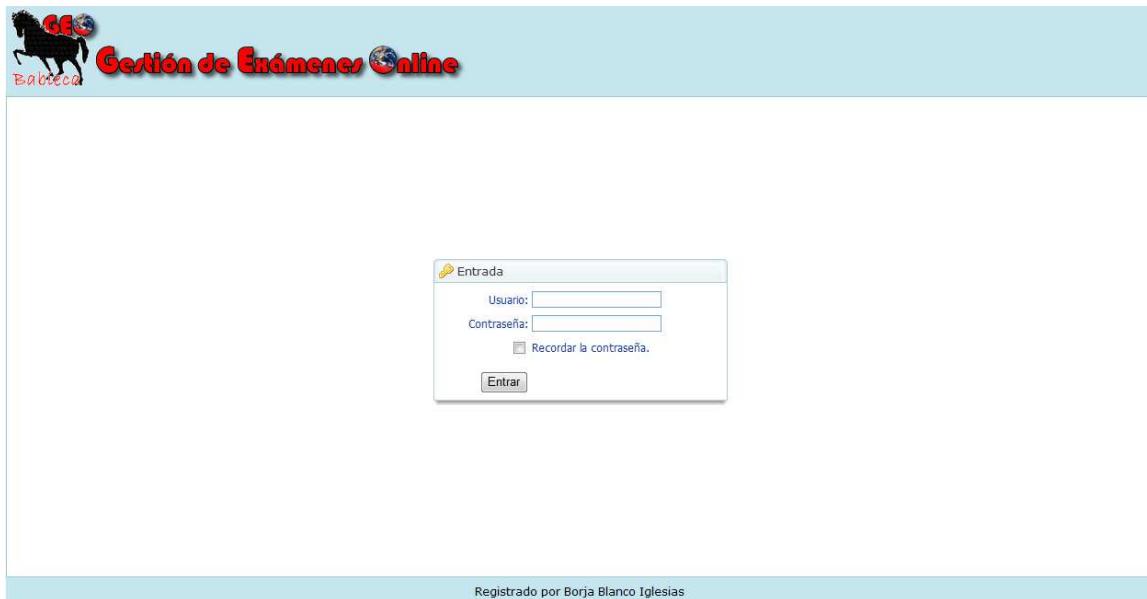 GEO
Babieca
Gestión de Exámenes Online
Entrada
Usuario:
Contraseña:
Recordar la contraseña.
Entrar
Registrado por Borja Blanco Iglesias